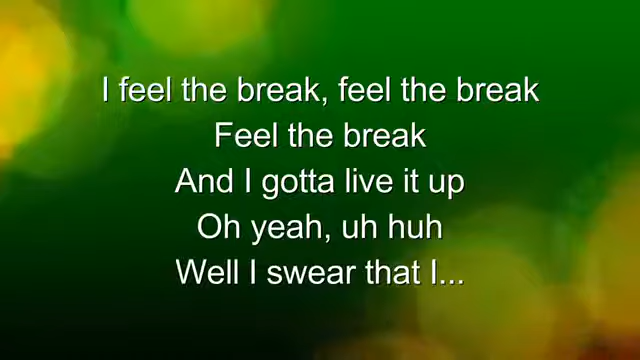 I feel the break, feel the break
Feel the break
And I gotta live it up
Oh yeah, uh huh
Well I swear that I...